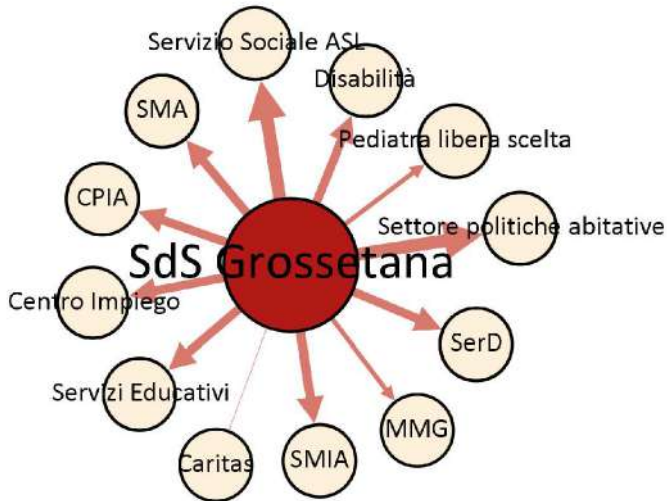 Servizio Sociale ASL
Disabilità
SMA
Pediatra libera scelta
CPIA
Settore politiche abitative
SdS Grossetana
Centro Impiego
SerD
Servizi Educativi
MMG
Caritas
SMIA